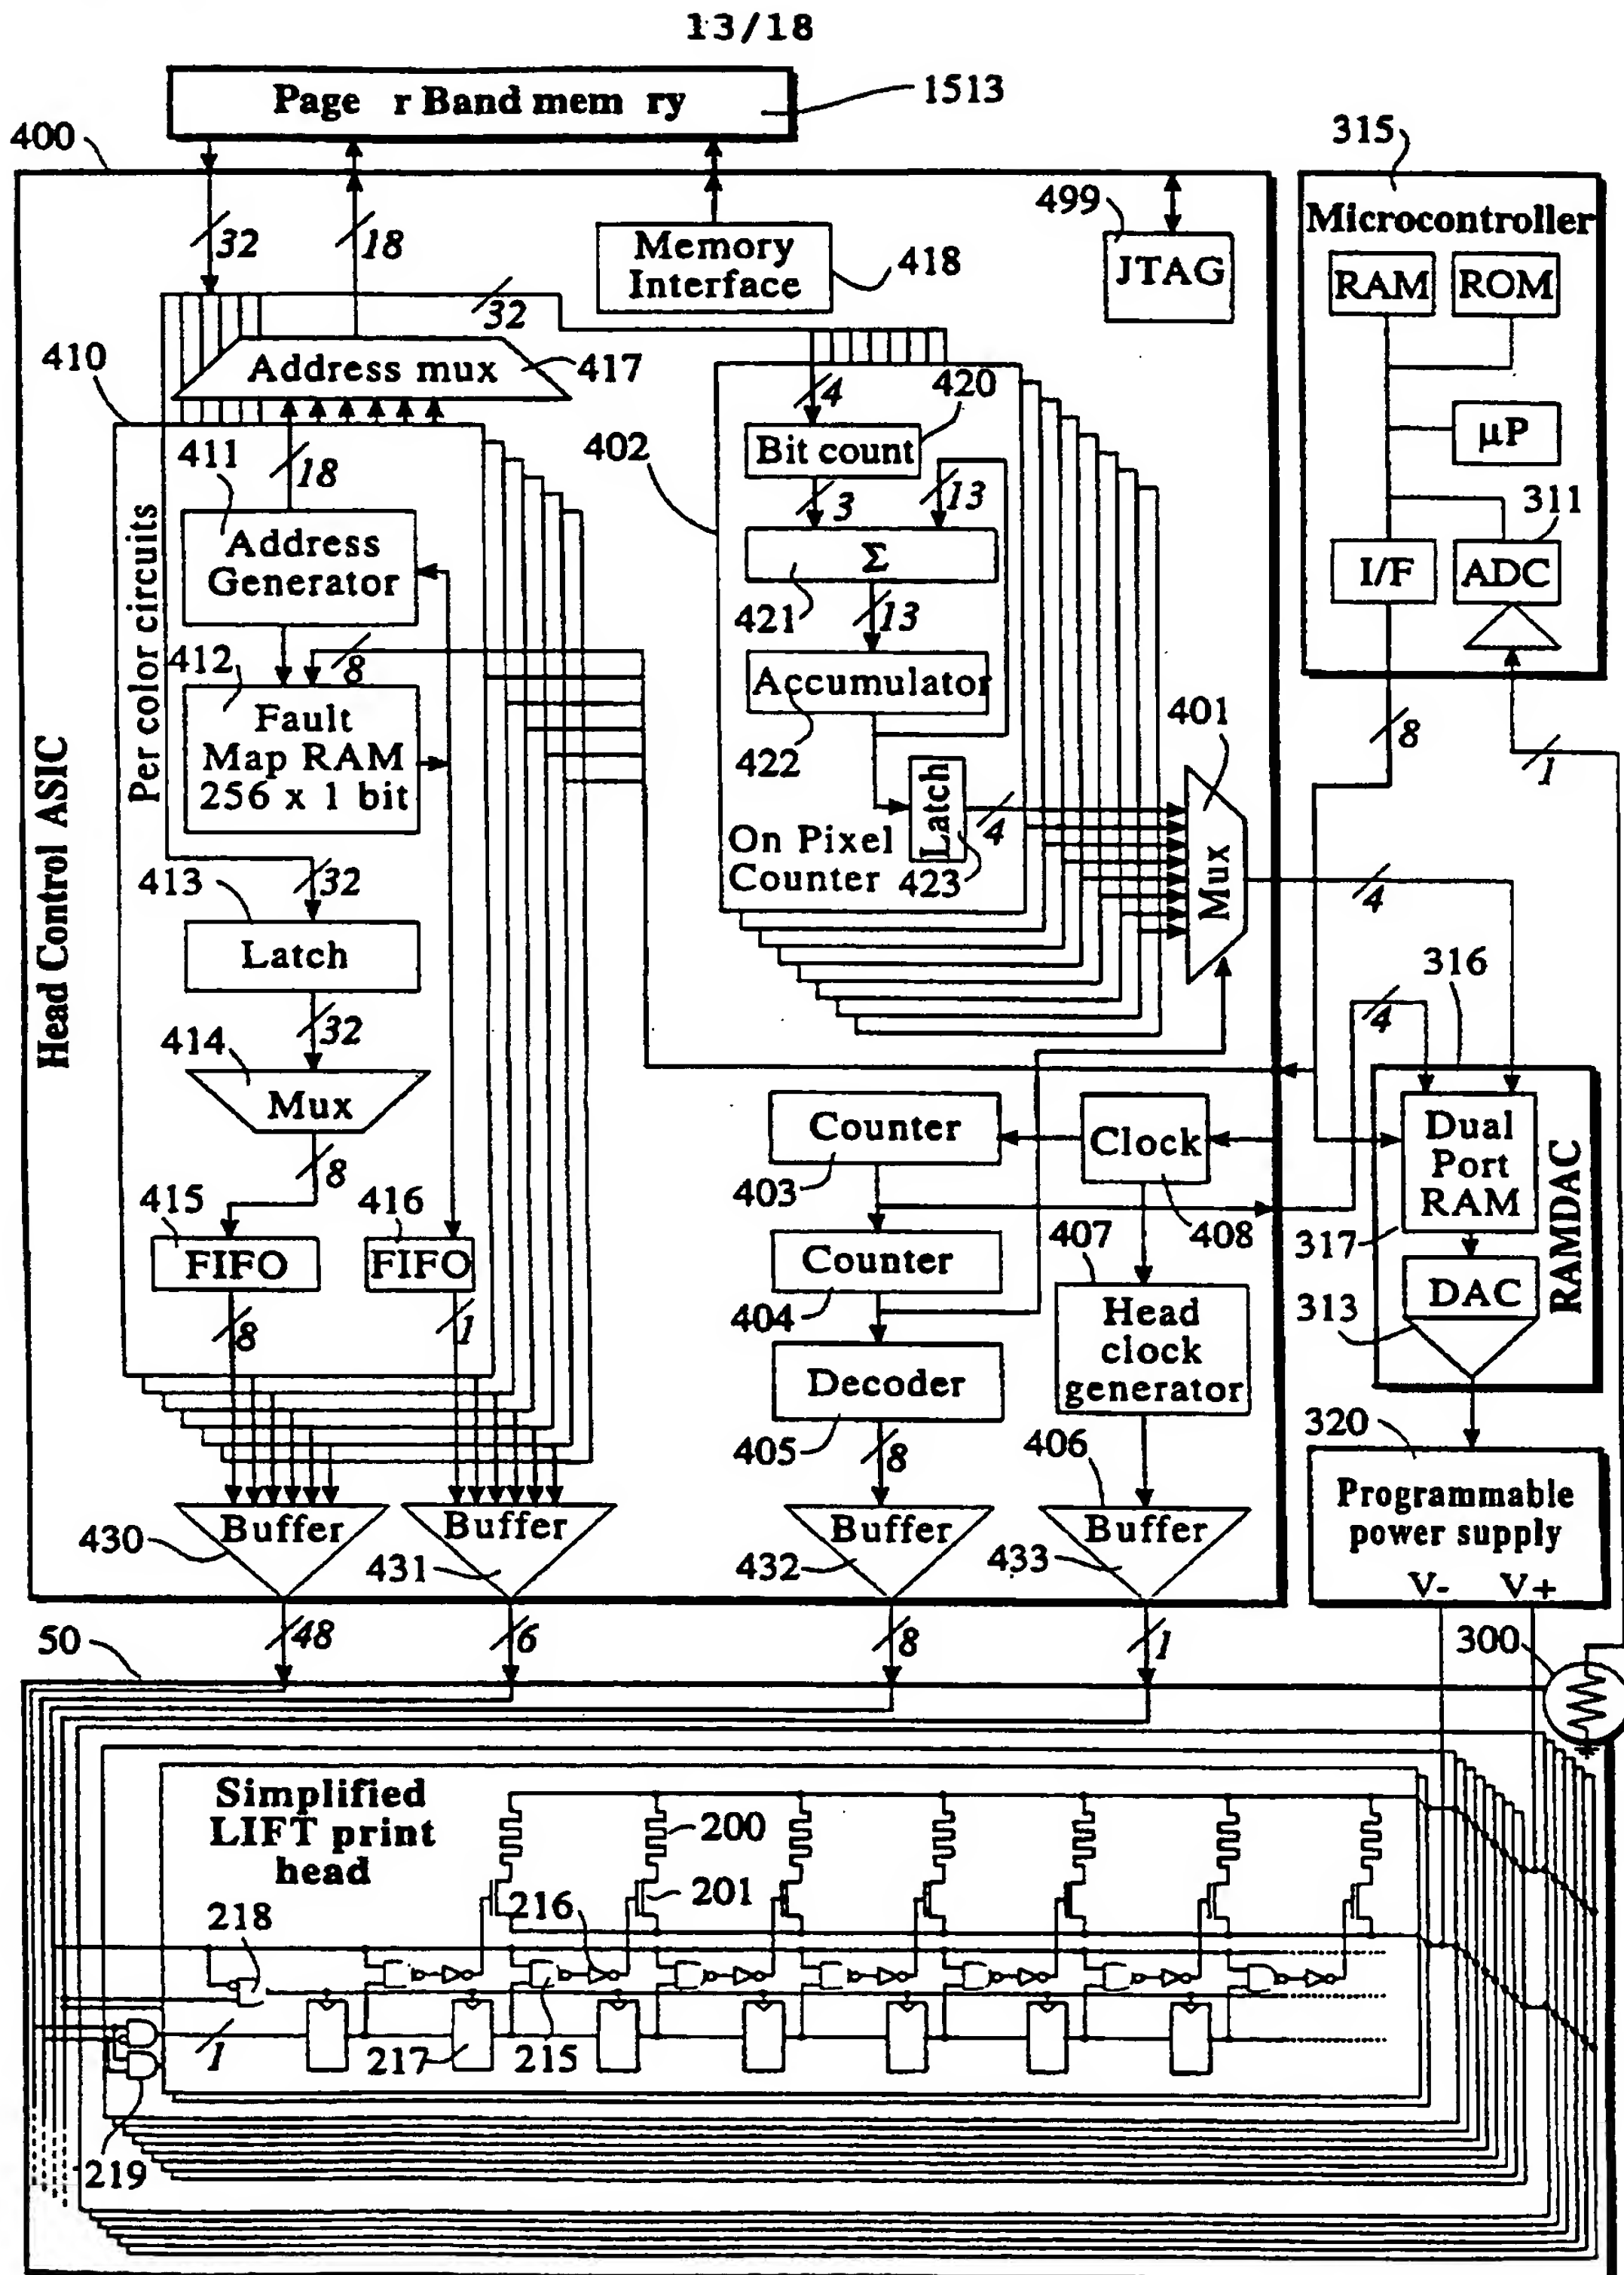 13/18
Page r Band mem ry
1513
400
315
32
18
Memory
Interface
418
499
JTAG
Microcontroller
RAM
ROM
μP
311
I/F
ADC
8
1
32
410
Address mux
417
Head Control ASIC
Per color circuits
411
18
Address
Generator
412
8
Fault
Map RAM
256 x 1 bit
413
32
Latch
32
414
Mux
8
415
FIFO
8
416
FIFO
1
402
4
420
Bit count
3
13
Σ
421
13
Accumulator
422
Latch
4
On Pixel
Counter
423
401
Mux
4
316
4
Counter
403
Clock
408
Counter
404
407
Head
clock
generator
Decoder
405
8
406
Dual
Port
RAM
317
DAC
313
RAMDAC
320
Programmable
power supply
V-
V+
Buffer
430
Buffer
431
Buffer
432
Buffer
433
48
6
8
1
50
300
Simplified
LIFT print
head
200
201
216
218
1
217
215
219